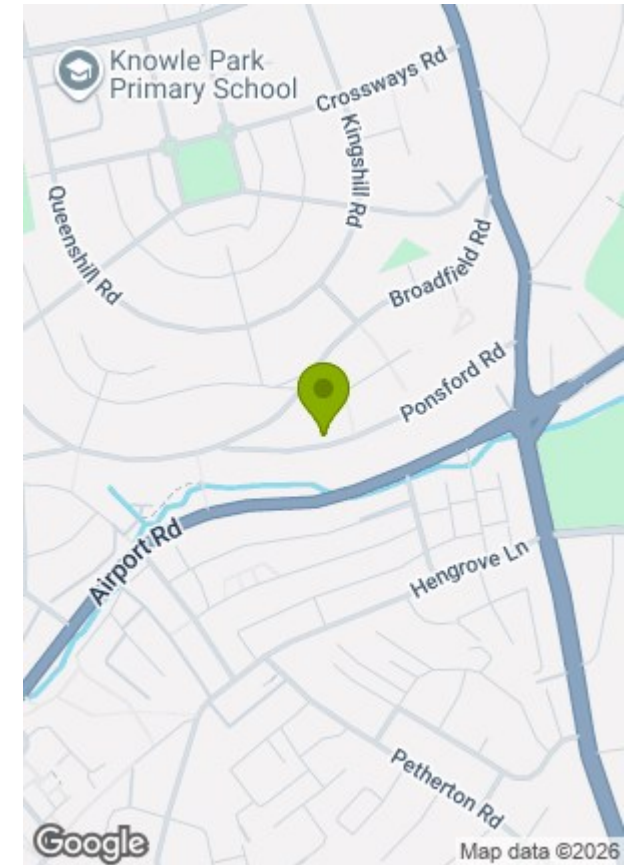 Knowle Park
Primary School
Crossways Rd
Kingshill Rd
Queenshill Rd
Broadfield Rd
Ponsford Rd
Airport Rd
Hengrove Ln
Petherton Rd
Google
Map data ©2026